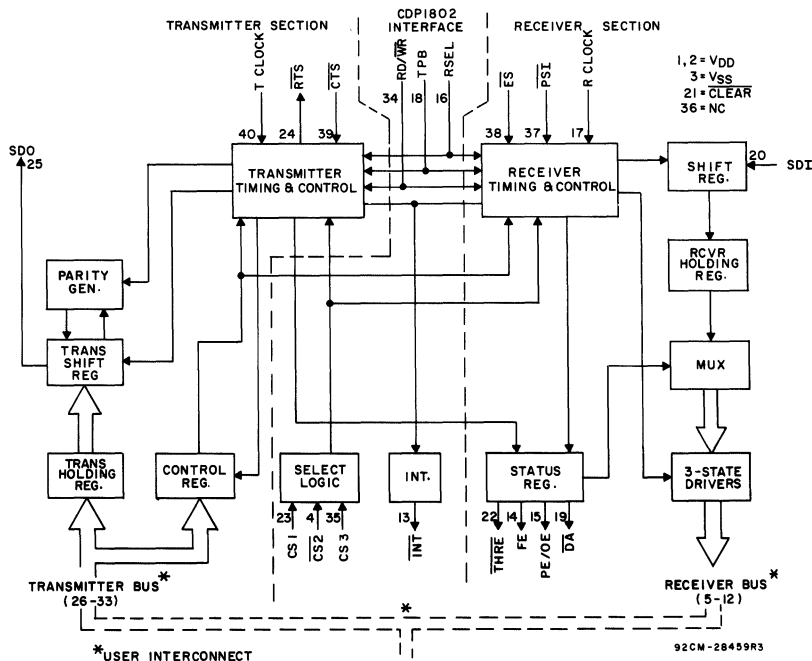 TRANSMITTER SECTION
CDP1802
INTERFACE
RECEIVER SECTION
T CLOCK
RTS
CTS
RD/WR
TPB
RSEL
ES
PSI
R CLOCK
1,2 = VDD
3 = VSS
21 = CLEAR
36 = NC
34
18
16
40
24
39
38
37
17
SDO
25
TRANSMITTER
TIMING & CONTROL
RECEIVER
TIMING & CONTROL
SHIFT
REG.
20
SDI
PARITY
GEN.
RCVR
HOLDING
REG.
TRANS
SHIFT
REG
MUX
TRANS
HOLDING
REG.
CONTROL
REG.
SELECT
LOGIC
INT.
STATUS
REG.
3-STATE
DRIVERS
23
4
35
13
22
14
15
19
CS1
CS2
CS3
INT
THRE
FE
PE/OE
DA
TRANSMITTER BUS*
(26-33)
RECEIVER BUS*
(5-12)
*
*USER INTERCONNECT
92CM-28459R3